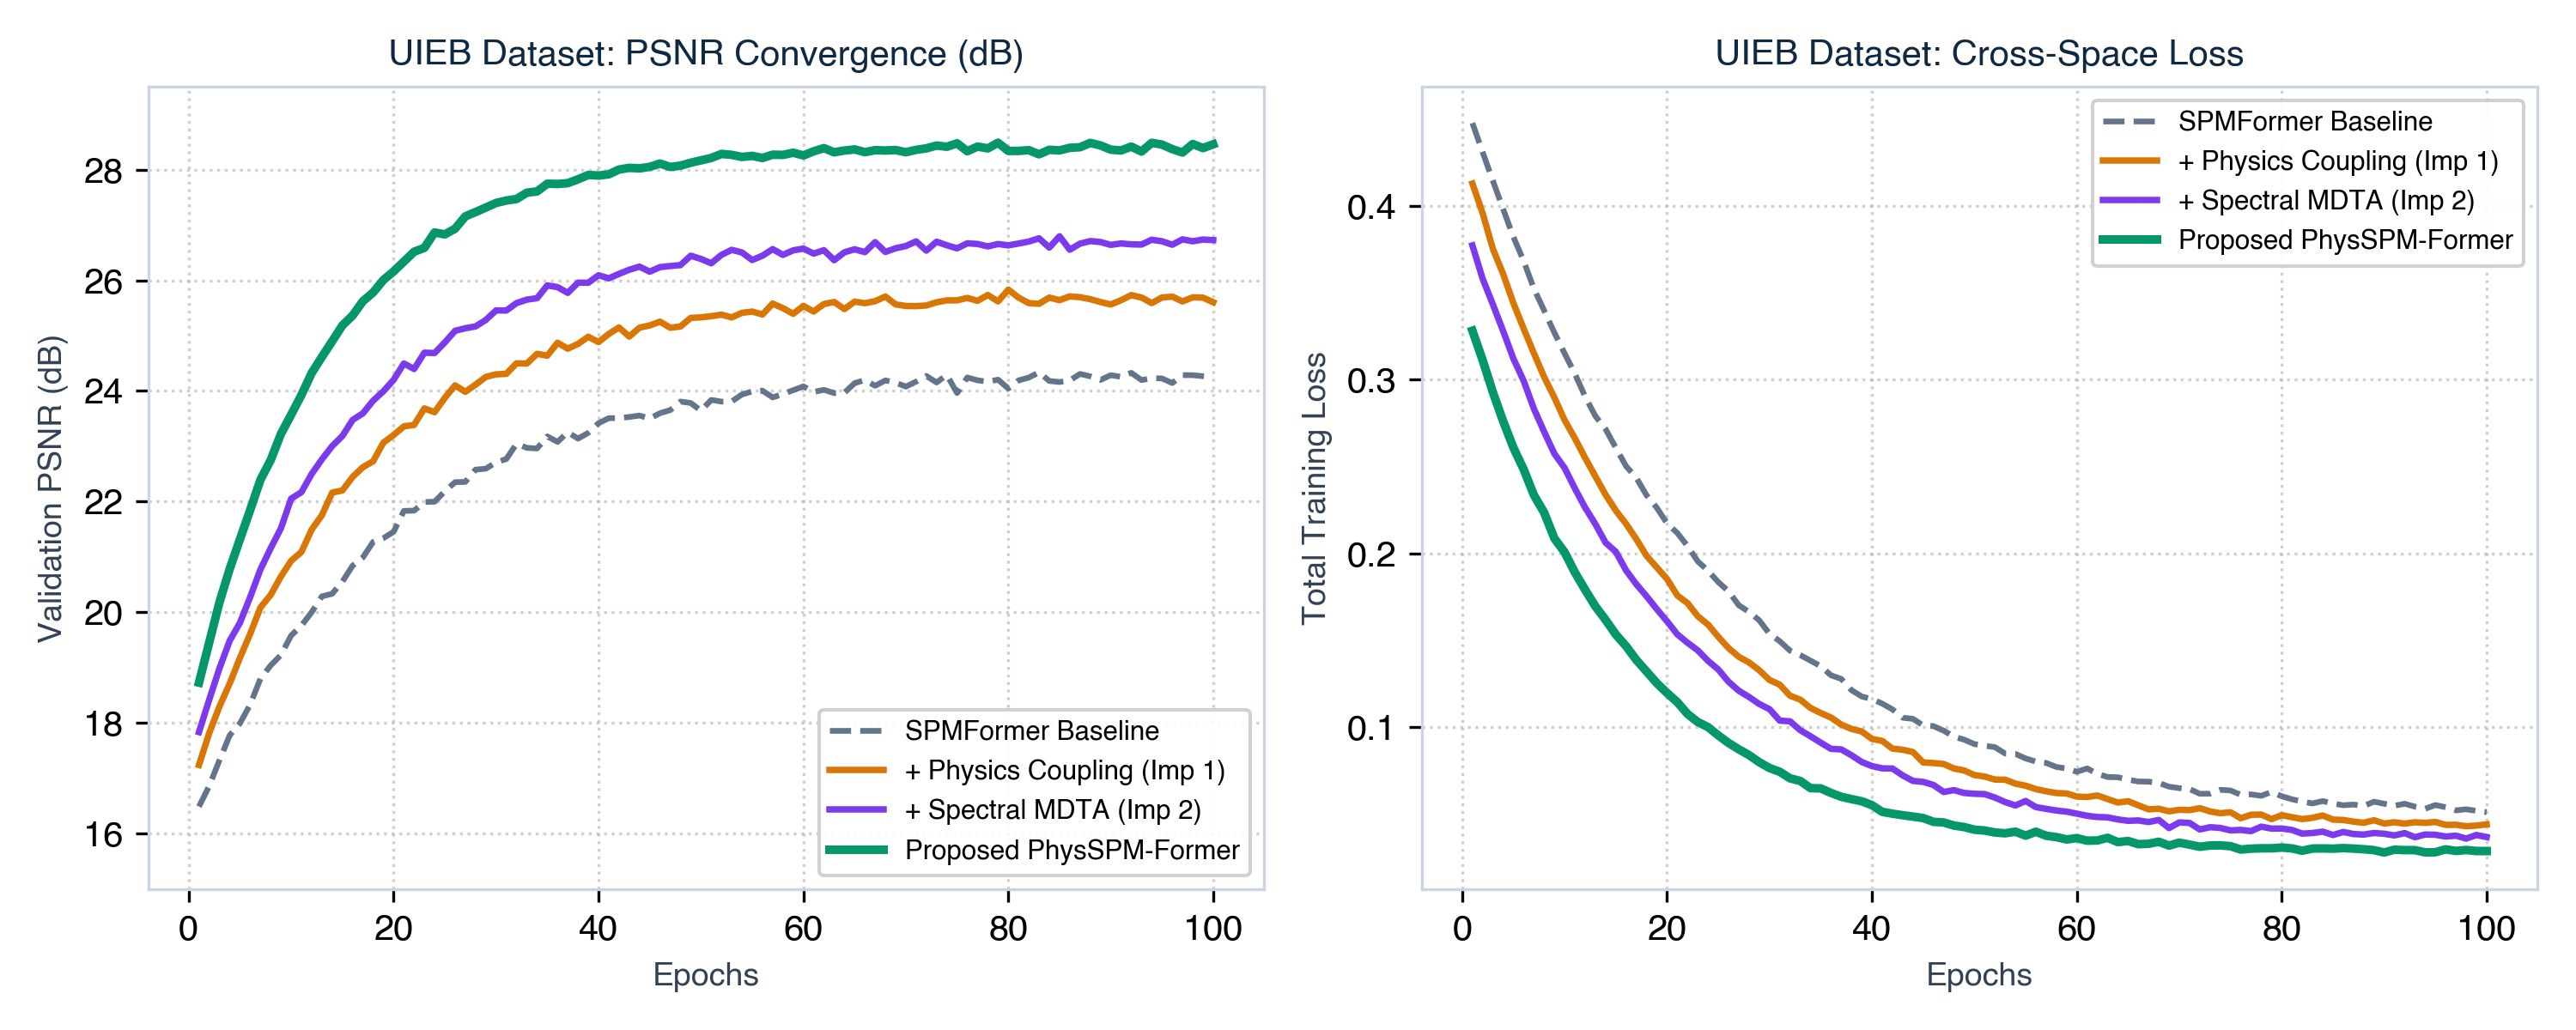 UIEB Dataset: PSNR Convergence (dB)
Validation PSNR (dB)
28
26
24
22
20
18
16
SPMFormer Baseline
+ Physics Coupling (Imp 1)
+ Spectral MDTA (Imp 2)
Proposed PhysSPM-Former
0 20 40 60 80 100
Epochs
UIEB Dataset: Cross-Space Loss
Total Training Loss
0.4
0.3
0.2
0.1
SPMFormer Baseline
+ Physics Coupling (Imp 1)
+ Spectral MDTA (Imp 2)
Proposed PhysSPM-Former
0 20 40 60 80 100
Epochs